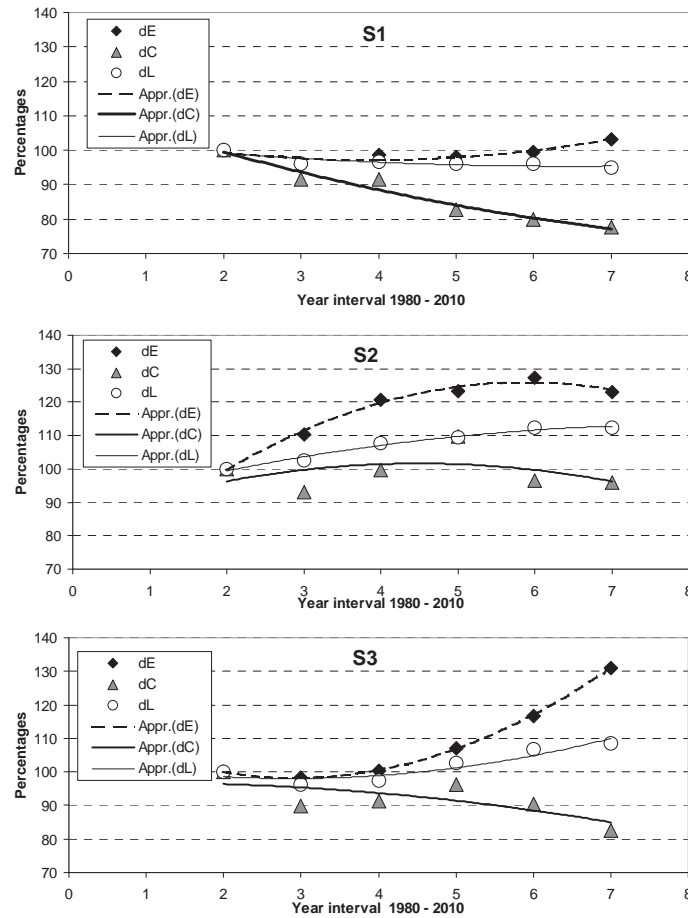 S1
140
130
120
110
100
90
80
70
Percentages
dE
dC
dL
Appr.(dE)
Appr.(dC)
Appr.(dL)
0 1 2 3 4 5 6 7 8
Year interval 1980 - 2010
S2
140
130
120
110
100
90
80
70
Percentages
dE
dC
dL
Appr.(dE)
Appr.(dC)
Appr.(dL)
0 1 2 3 4 5 6 7 8
Year interval 1980 - 2010
S3
140
130
120
110
100
90
80
70
Percentages
dE
dC
dL
Appr.(dE)
Appr.(dC)
Appr.(dL)
0 1 2 3 4 5 6 7 8
Year interval 1980 - 2010